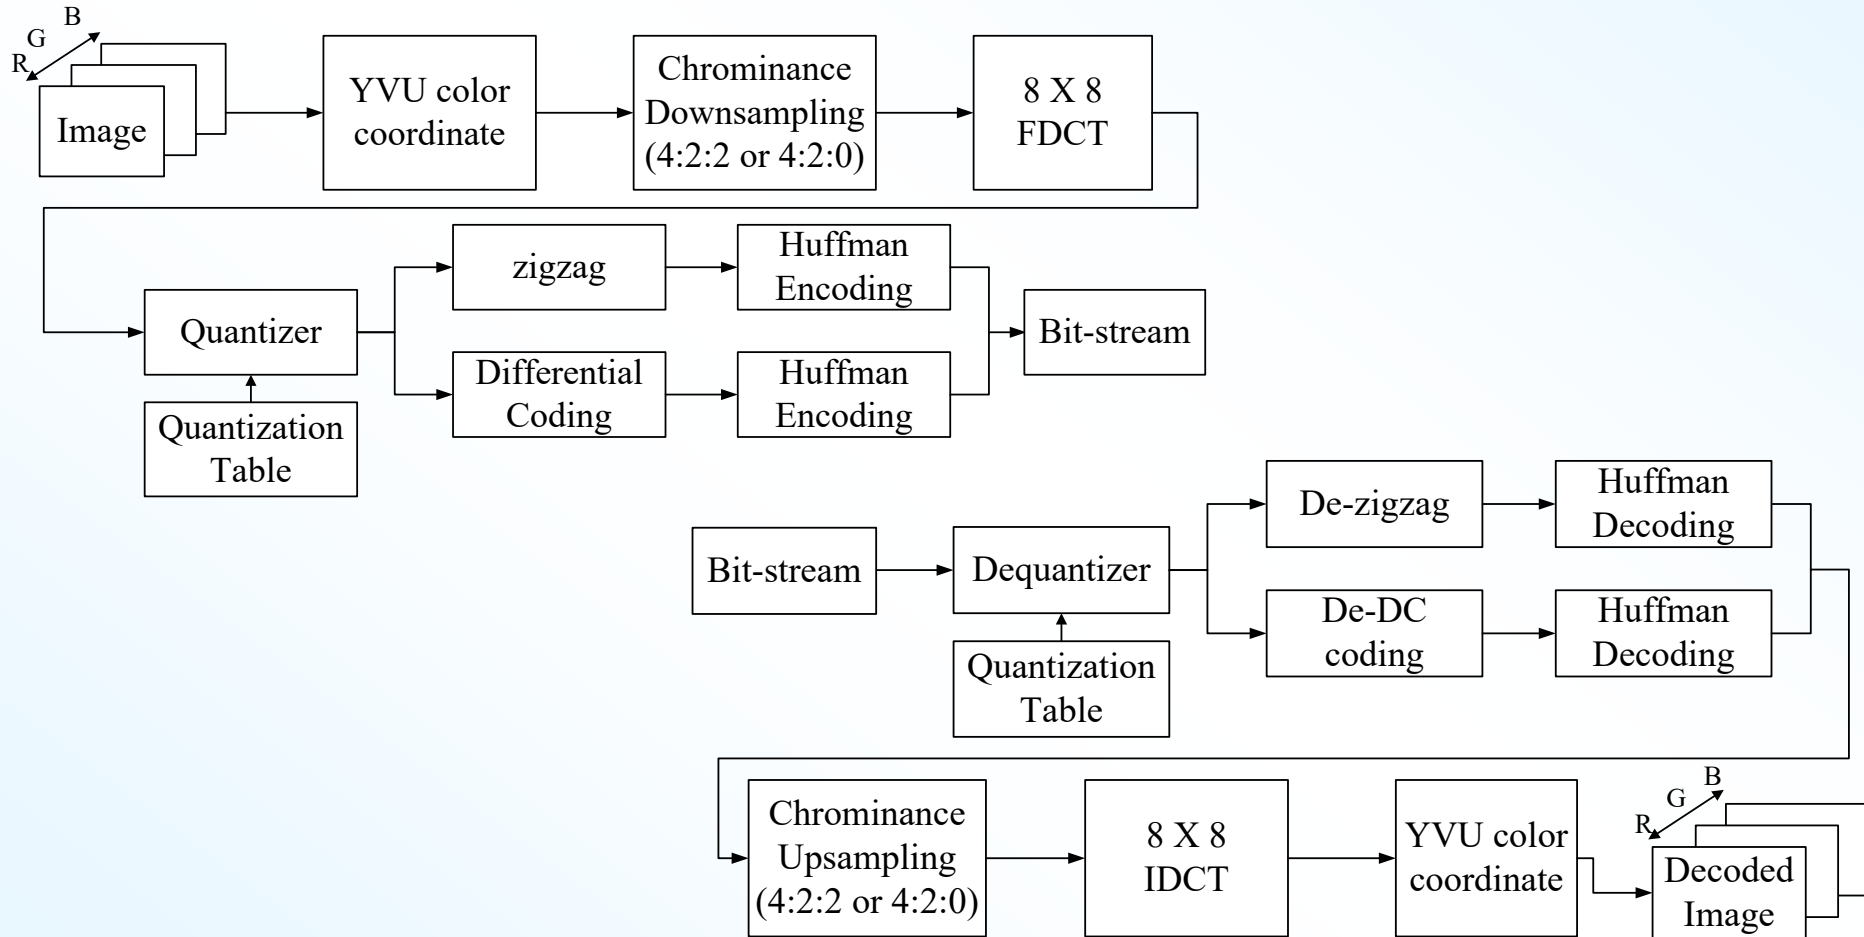 B
G
R
Image
YVU color
coordinate
Chrominance
Downsampling
(4:2:2 or 4:2:0)
8 X 8
FDCT
Quantizer
Quantization
Table
zigzag
Huffman
Encoding
Differential
Coding
Huffman
Encoding
Bit-stream
Bit-stream
Dequantizer
Quantization
Table
De-zigzag
Huffman
Decoding
De-DC
coding
Huffman
Decoding
Chrominance
Upsampling
(4:2:2 or 4:2:0)
8 X 8
IDCT
YVU color
coordinate
B
G
R
Decoded
Image